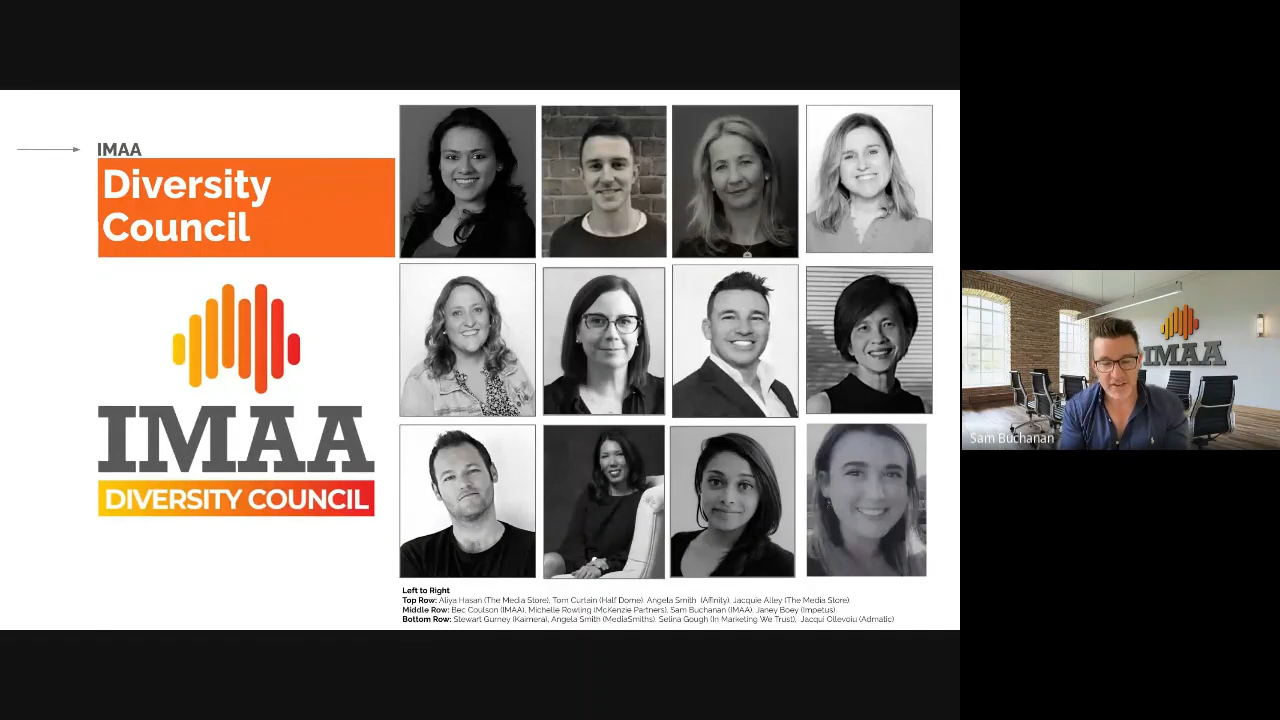 IMAA
Diversity
Council
IMAA
DIVERSITY COUNCIL
Left to Right
Top Row: Aliya Hasan (The Media Store), Tom Curtain (Half Dome), Angela Smith (Affinity), Jacquie Alley (The Media Store)
Middle Row: Bec Coulson (IMAA), Michelle Rowling (McKenzie Partners), Sam Buchanan (IMAA), Janey Boey (Impetus)
Bottom Row: Stewart Gurney (Kaimera), Angela Smith (MediaSmiths), Selina Gough (In Marketing We Trust), Jacqui Ollevoiu (Admatic)
IMAA
Sam Buchanan